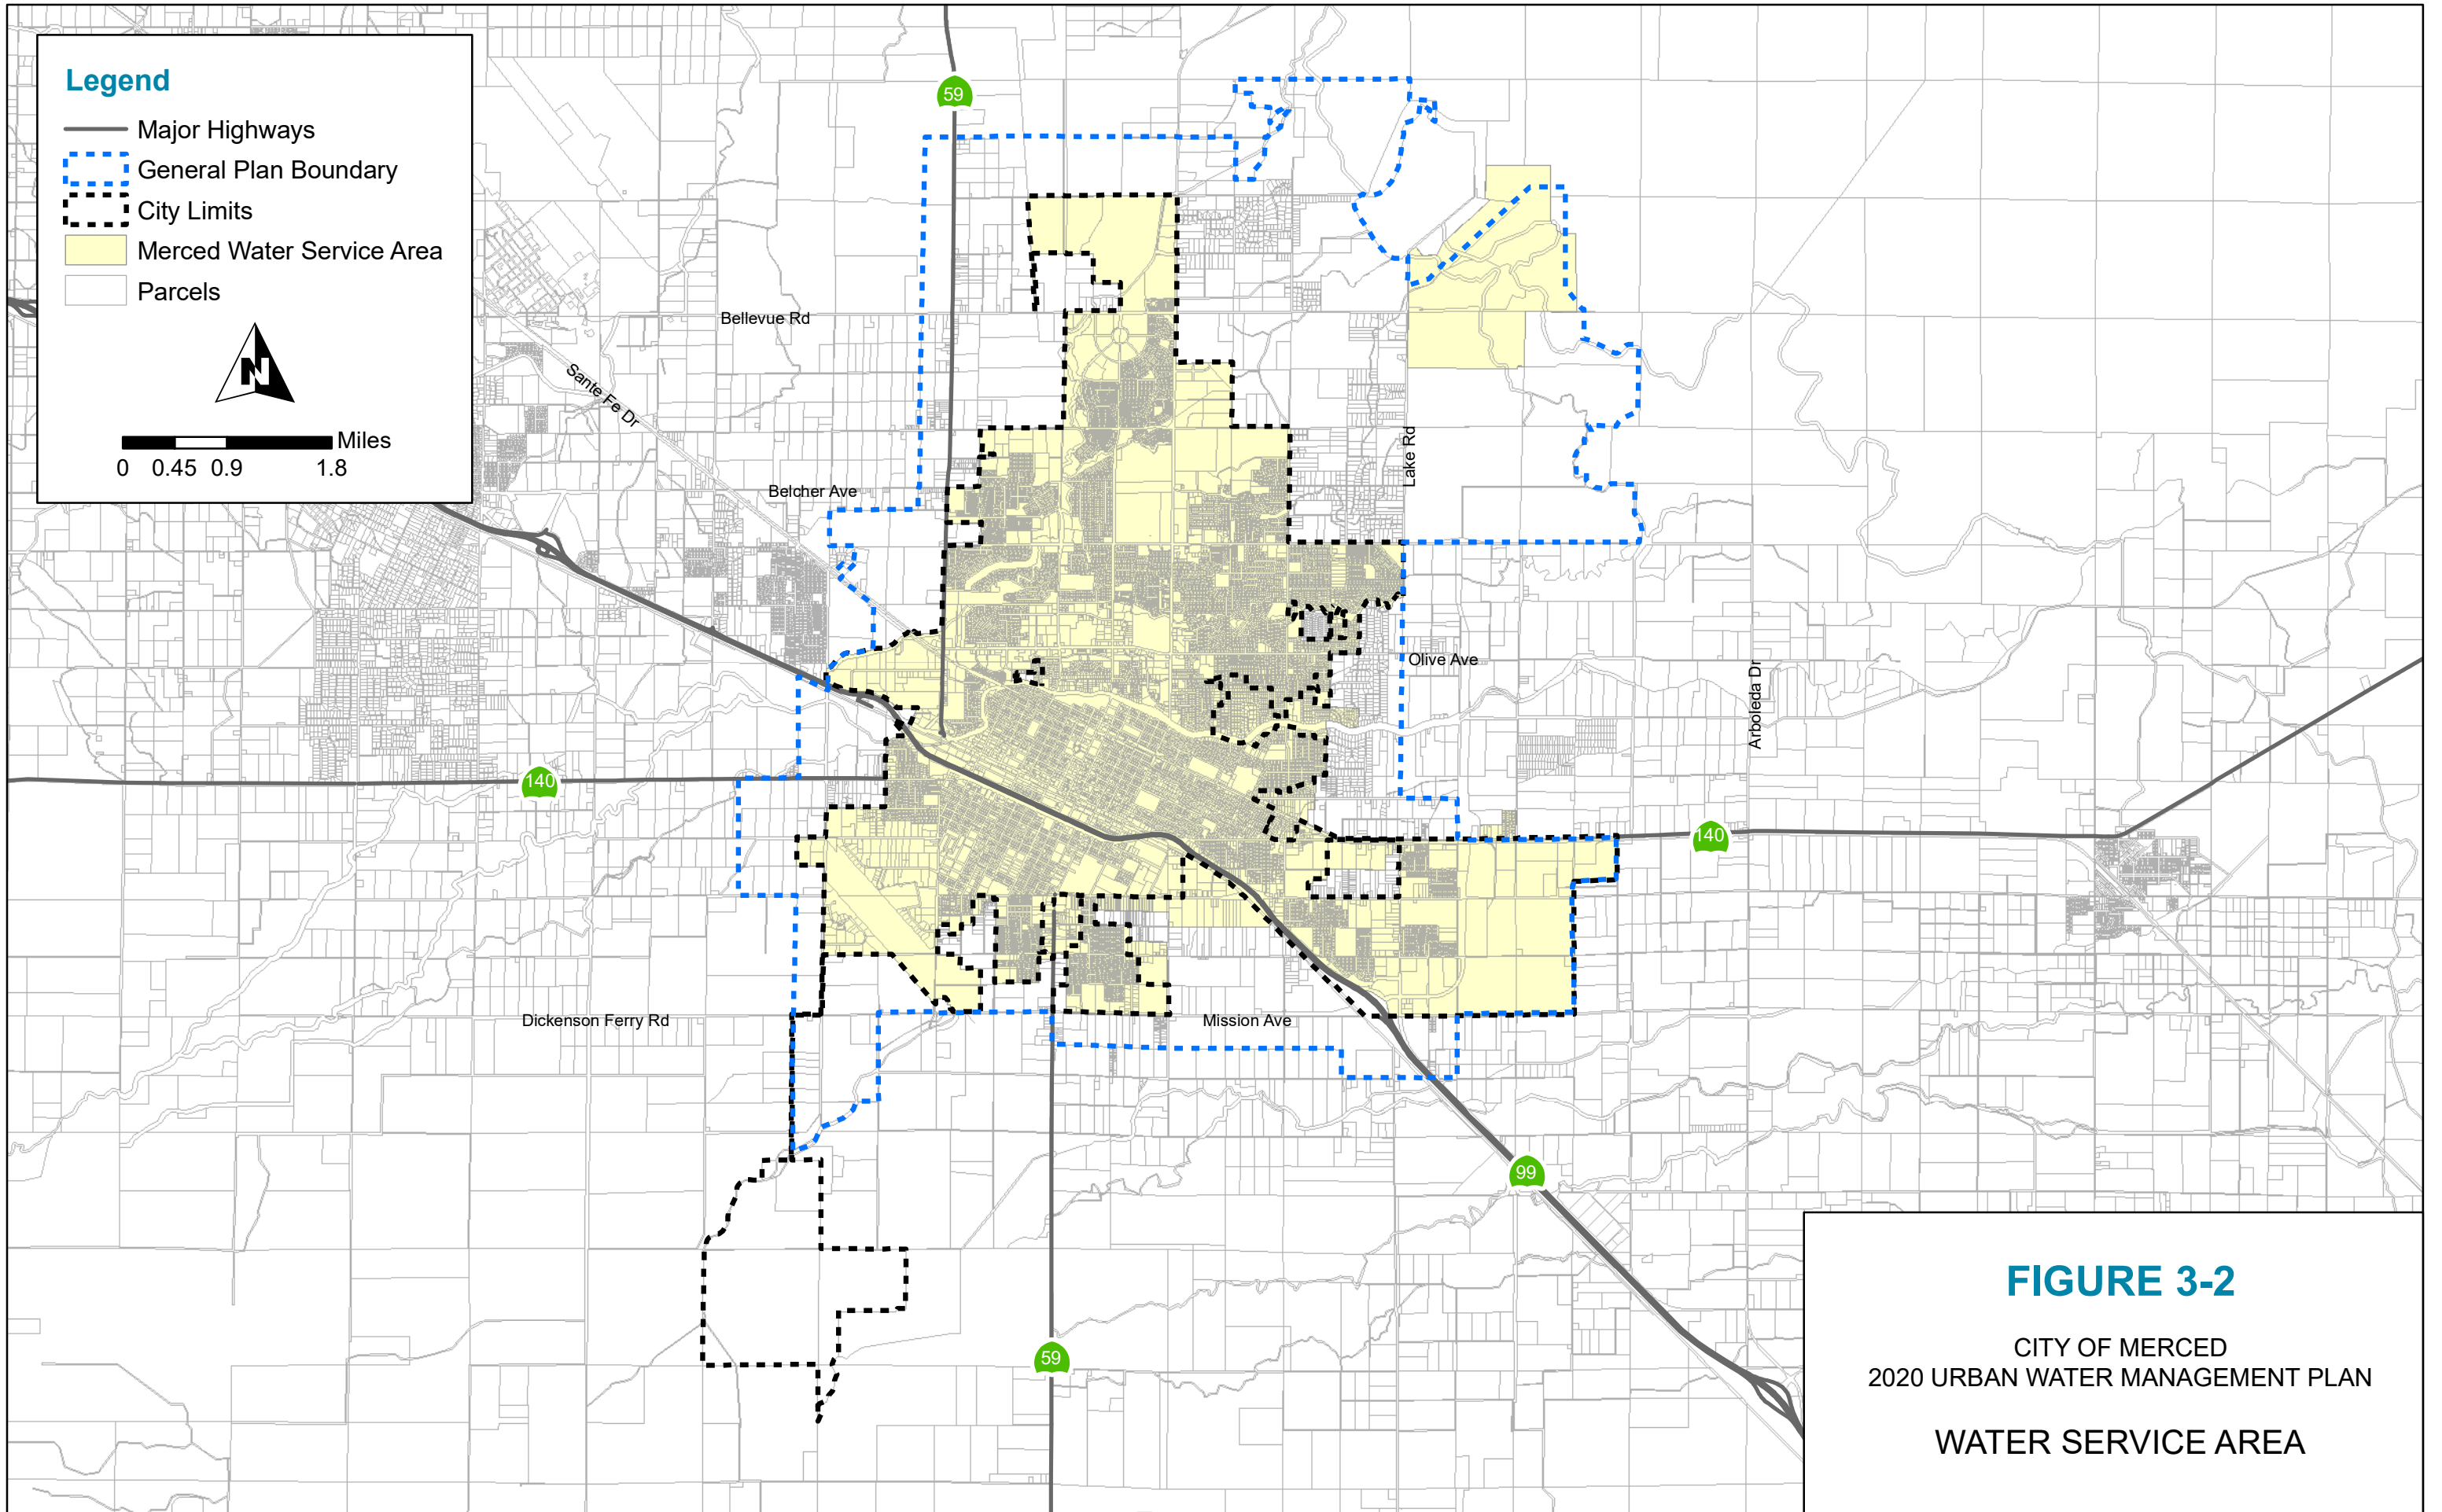 Legend
Major Highways
General Plan Boundary
City Limits
Merced Water Service Area
Parcels
N
Miles
0 0.45 0.9 1.8
59
Bellevue Rd
Sante Fe Dr
Belcher Ave
Lake Rd
Olive Ave
Arboleda Dr
140
140
Dickenson Ferry Rd
Mission Ave
99
59
FIGURE 3-2
CITY OF MERCED
2020 URBAN WATER MANAGEMENT PLAN
WATER SERVICE AREA